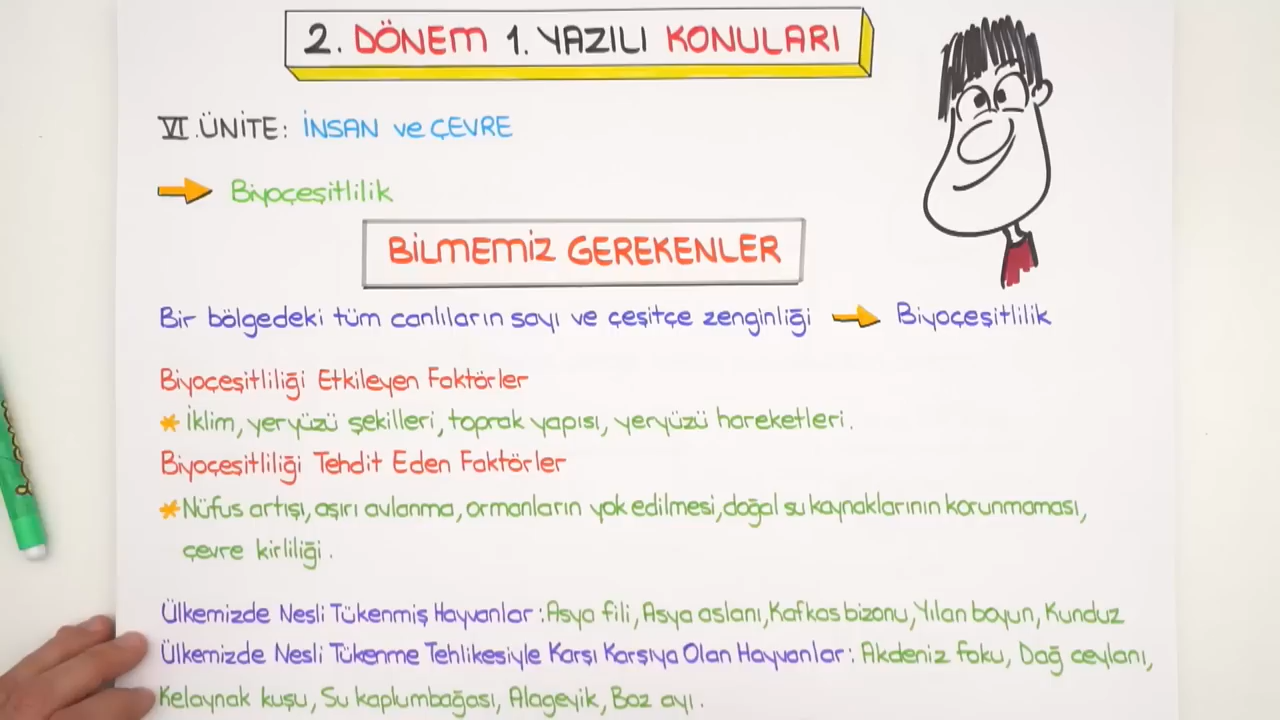 2. DÖNEM 1. YAZILI KONULARI
VI. ÜNİTE: İNSAN ve ÇEVRE
Biyoçeşitlilik
BİLMEMİZ GEREKENLER
Bir bölgedeki tüm canlıların sayı ve çeşitçe zenginliği → Biyoçeşitlilik
Biyoçeşitliliği Etkileyen Faktörler
* İklim, yeryüzü şekilleri, toprak yapısı, yeryüzü hareketleri.
Biyoçeşitliliği Tehdit Eden Faktörler
* Nüfus artışı, aşırı avlanma, ormanların yok edilmesi, doğal su kaynaklarının korunmaması,
çevre kirliliği.
Ülkemizde Nesli Tükenmiş Hayvanlar: Asya fili, Asya aslanı, Kafkas bizonu, Yılan boyun, Kunduz
Ülkemizde Nesli Tükenme Tehlikesiyle Karşı Karşıya Olan Hayvanlar: Akdeniz foku, Dağ ceylanı,
Kelaynak kuşu, Su kaplumbağası, Alageyik, Boz ayı.